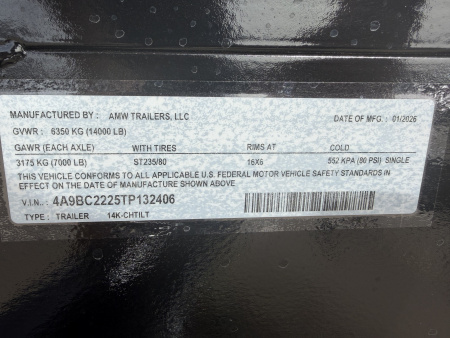 MANUFACTURED BY : AMW TRAILERS, LLC DATE OF MFG. :01/2026
GVWR : 6350 KG (14000 LB)
GAWR (EACH AXLE) WITH TIRES RIMS AT COLD
3175 KG (7000 LB) ST235/80 16X6 552 KPA (80 PSI) SINGLE
THIS VEHICLE CONFORMS TO ALL APPLICABLE U.S. FEDERAL MOTOR VEHICLE SAFETY STANDARDS IN
EFFECT ON THE DATE OF MANUFACTURE SHOWN ABOVE
V.I.N. : 4A9BC2225TP132406
TYPE : TRAILER 14K-CHTILT